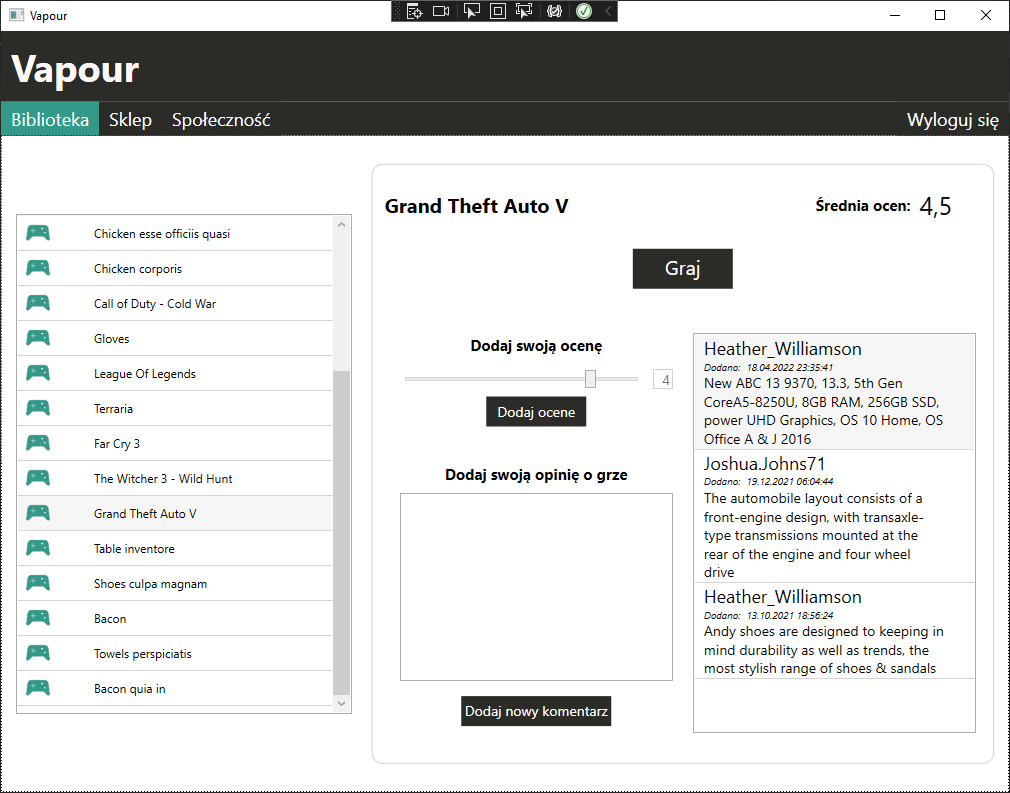 Vapour
Vapour
Biblioteka Sklep Społeczność Wyloguj się
Chicken esse officiis quasi
Chicken corporis
Call of Duty - Cold War
Gloves
League Of Legends
Terraria
Far Cry 3
The Witcher 3 - Wild Hunt
Grand Theft Auto V
Table inventore
Shoes culpa magnam
Bacon
Towels perspiciatis
Bacon quia in
Grand Theft Auto V
Średnia ocen: 4,5
Graj
Dodaj swoją ocenę
4
Dodaj ocene
Dodaj swoją opinię o grze
Dodaj nowy komentarz
Heather_Williamson
Dodano: 18.04.2022 23:35:41
New ABC 13 9370, 13.3, 5th Gen
CoreA5-8250U, 8GB RAM, 256GB SSD,
power UHD Graphics, OS 10 Home, OS
Office A & J 2016
Joshua.Johns71
Dodano: 19.12.2021 06:04:44
The automobile layout consists of a
front-engine design, with transaxle-
type transmissions mounted at the
rear of the engine and four wheel
drive
Heather_Williamson
Dodano: 13.10.2021 18:56:24
Andy shoes are designed to keeping in
mind durability as well as trends, the
most stylish range of shoes & sandals